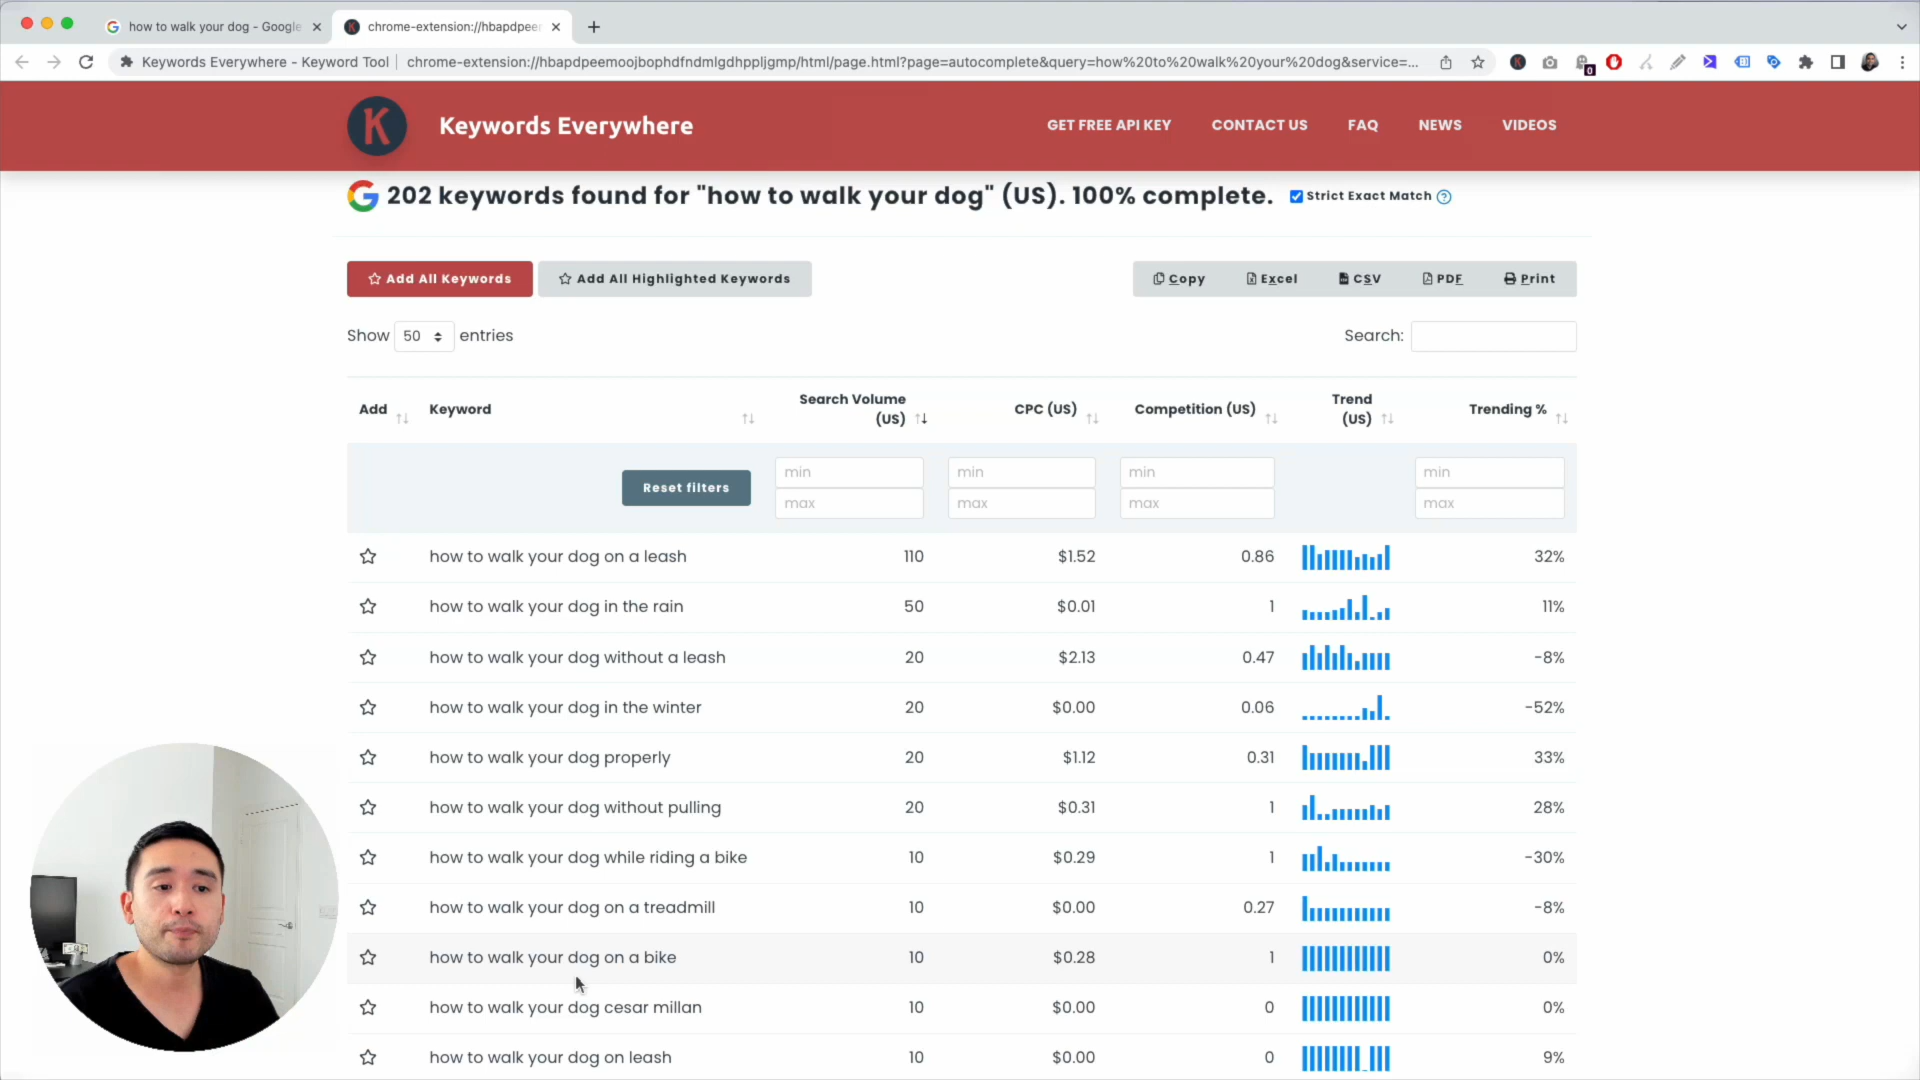 how to walk your dog - Google
chrome-extension://hbapdpee
Keywords Everywhere - Keyword Tool | chrome-extension://hbapdpeemoojbophdfndmlgdhppljgmp/html/page.html?page=autocomplete&query=how%20to%20walk%20your%20dog&service=...
0
K Keywords Everywhere
GET FREE API KEY CONTACT US FAQ NEWS VIDEOS
202 keywords found for "how to walk your dog" (US). 100% complete. Strict Exact Match ?
Add All Keywords Add All Highlighted Keywords Copy Excel CSV PDF Print
Show 50 entries Search:
Add Keyword Search Volume (US) CPC (US) Competition (US) Trend (US) Trending %
Reset filters
min min min min
max max max max
how to walk your dog on a leash 110 $1.52 0.86 32%
how to walk your dog in the rain 50 $0.01 1 11%
how to walk your dog without a leash 20 $2.13 0.47 -8%
how to walk your dog in the winter 20 $0.00 0.06 -52%
how to walk your dog properly 20 $1.12 0.31 33%
how to walk your dog without pulling 20 $0.31 1 28%
how to walk your dog while riding a bike 10 $0.29 1 -30%
how to walk your dog on a treadmill 10 $0.00 0.27 -8%
how to walk your dog on a bike 10 $0.28 1 0%
how to walk your dog cesar millan 10 $0.00 0 0%
how to walk your dog on leash 10 $0.00 0 9%